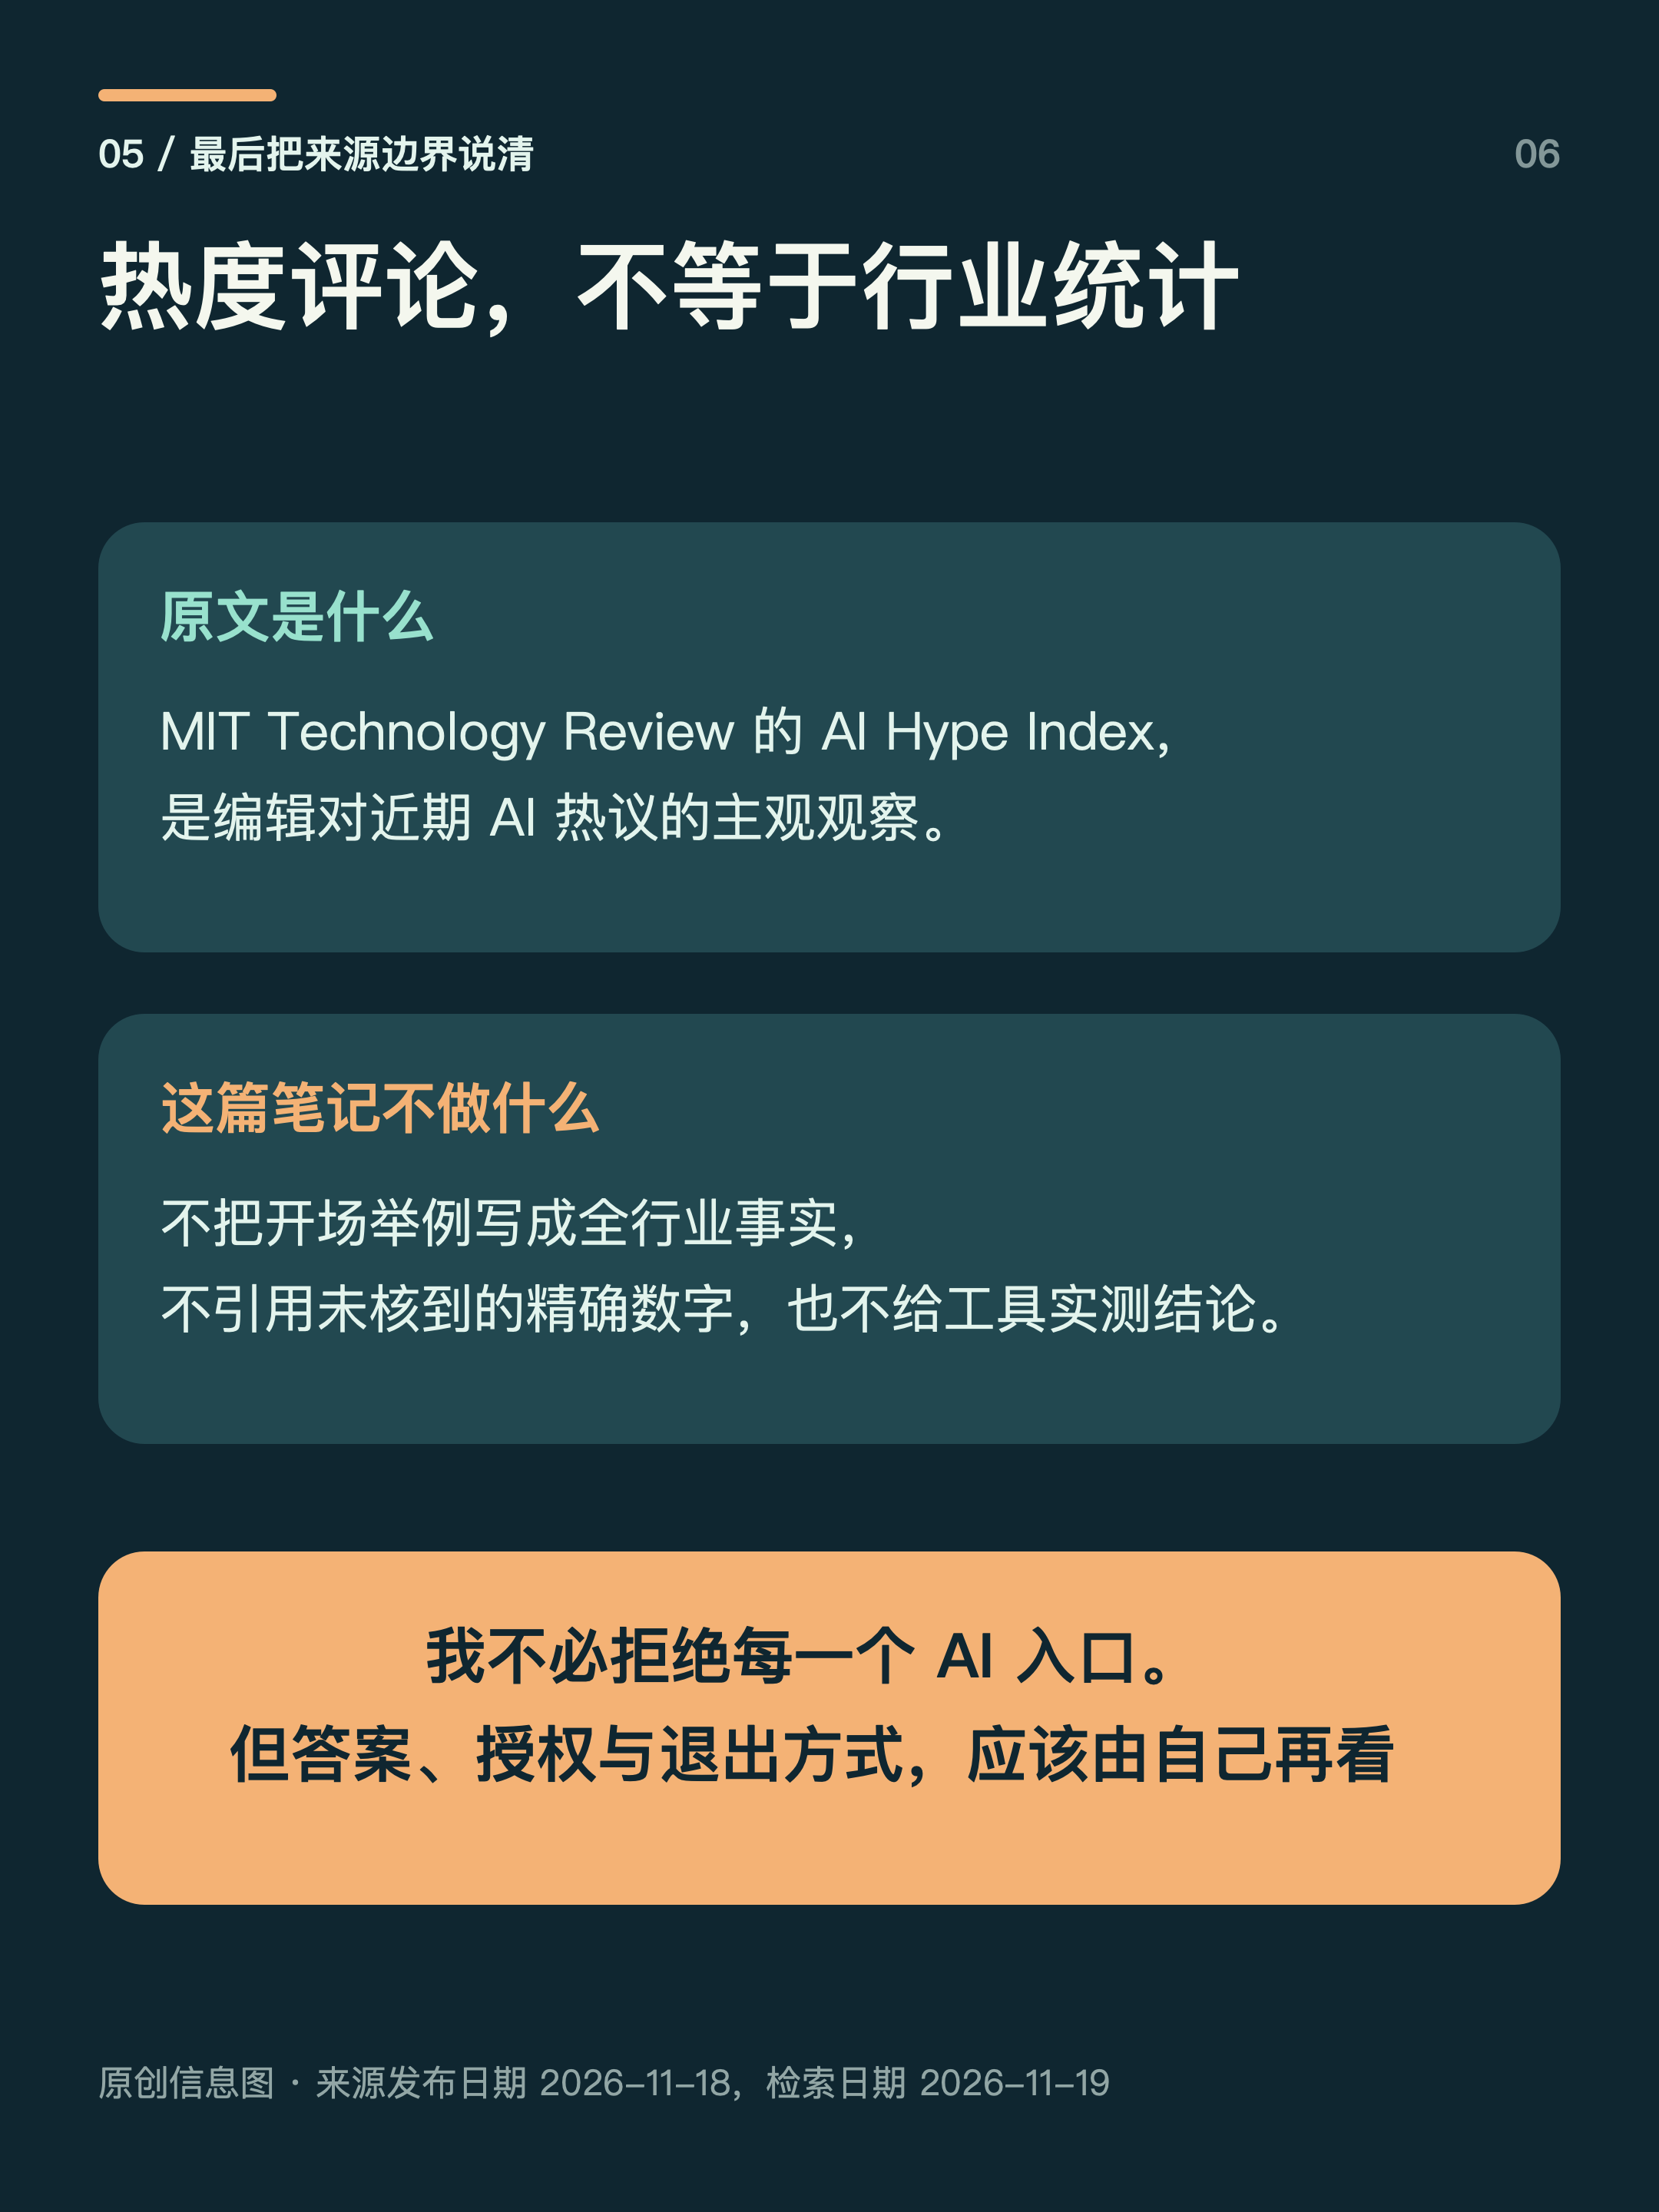 05 / 最后把来源边界说清
06
热度评论，不等于行业统计
原文是什么
MIT Technology Review 的 AI Hype Index，
是编辑对近期 AI 热议的主观观察。
这篇笔记不做什么
不把开场举例写成全行业事实，
不引用未核到的精确数字，也不给工具实测结论。
我不必拒绝每一个 AI 入口。
但答案、授权与退出方式，应该由自己再看
原创信息图 · 来源发布日期 2026-11-18，检索日期 2026-11-19